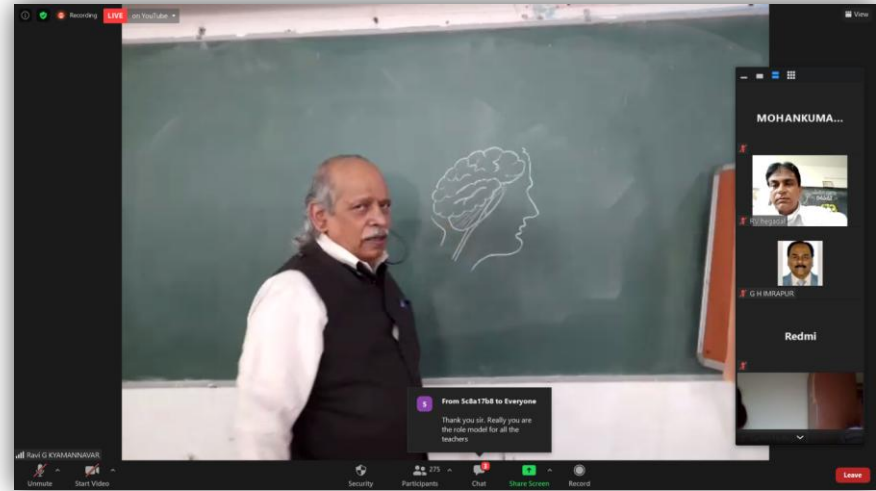 Recording LIVE on YouTube
View
MOHANKUMA...
G H IMRAPUR
Redmi
From 5c8a17b8 to Everyone
S
Thank you sir. Really you are
the role model for all the
teachers
Ravi G KYAMANNAVAR
Unmute
Start Video
Security
275
Participants
2
Chat
Share Screen
Record
Leave